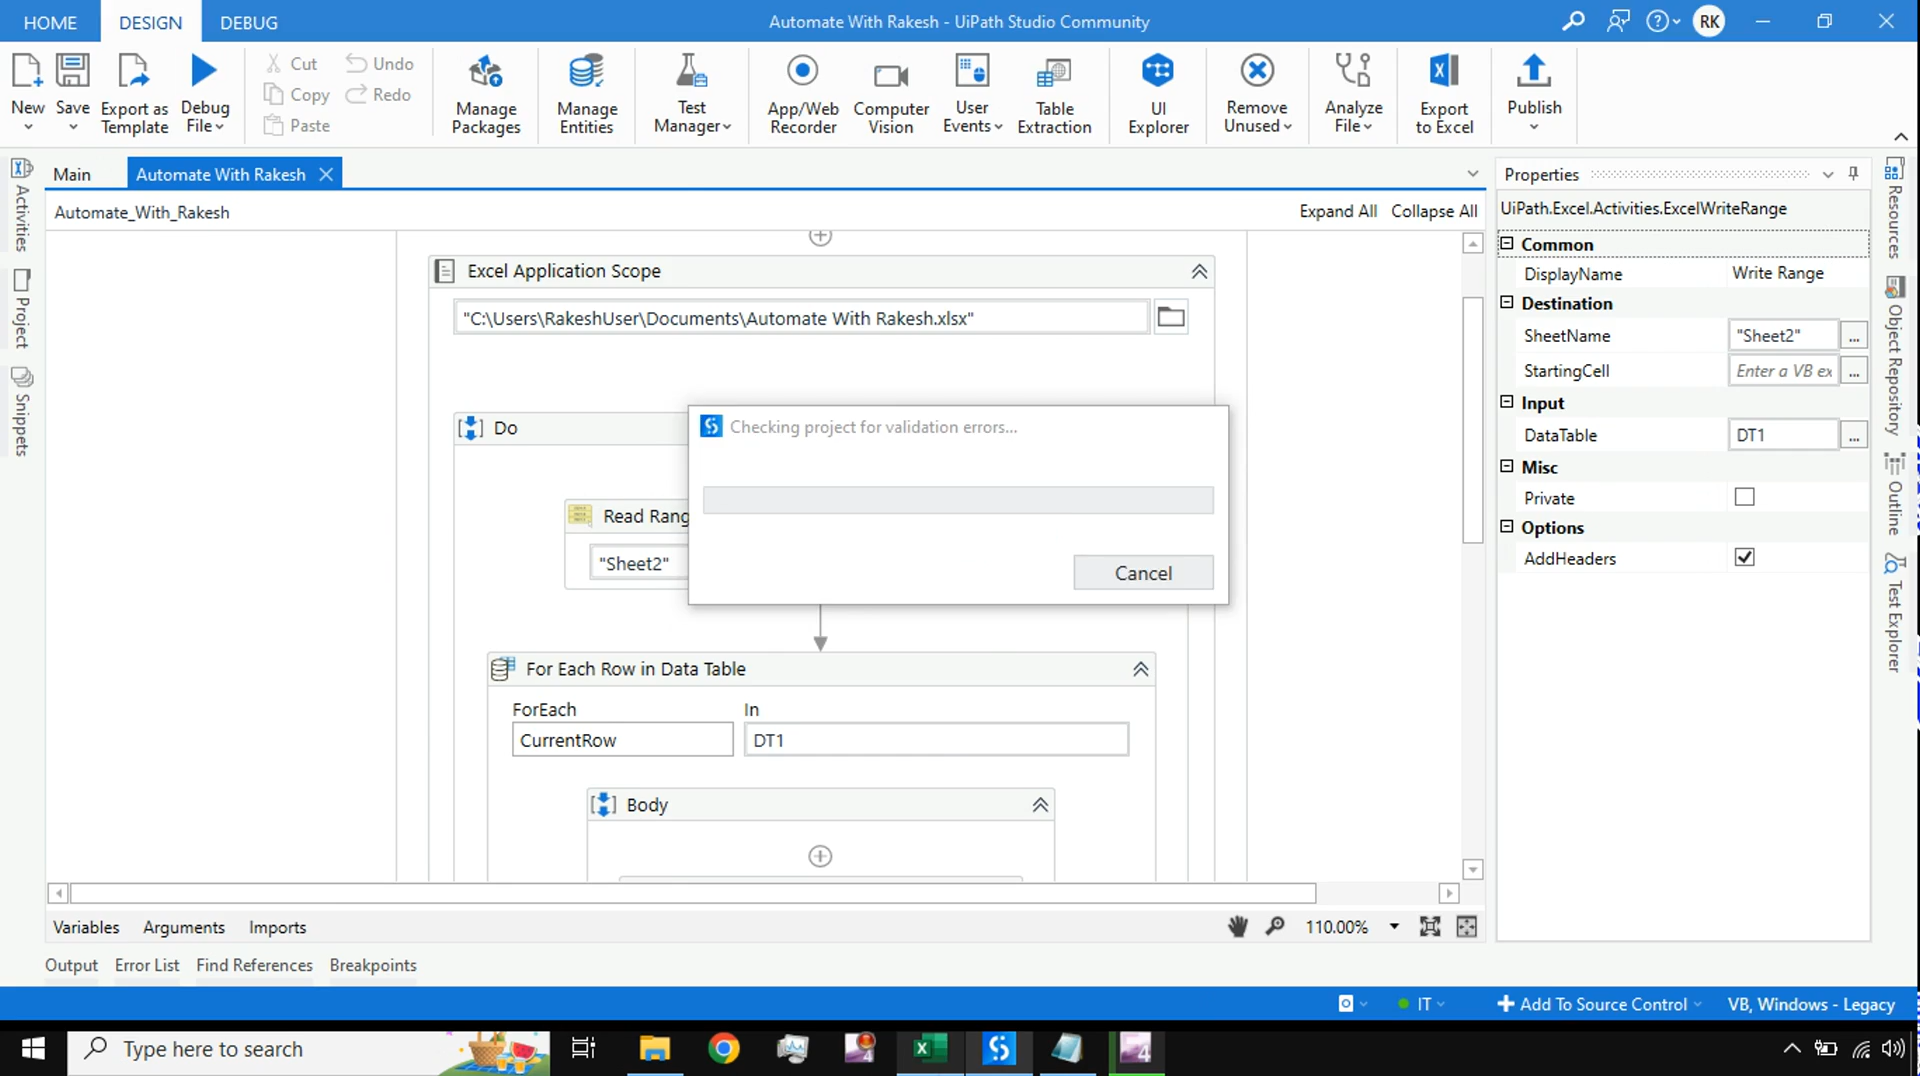 HOME DESIGN DEBUG Automate With Rakesh - UiPath Studio Community RK
New Save Export as Template Debug File Cut Copy Paste Undo Redo Manage Packages Manage Entities Test Manager App/Web Recorder Computer Vision User Events Table Extraction UI Explorer Remove Unused Analyze File Export to Excel Publish
Main Automate With Rakesh
Automate_With_Rakesh Expand All Collapse All
Activities
Project
Snippets
Excel Application Scope
"C:\Users\RakeshUser\Documents\Automate With Rakesh.xlsx"
Do
Checking project for validation errors...
Cancel
Read Rang
"Sheet2"
For Each Row in Data Table
ForEach In
CurrentRow DT1
Body
Properties
UiPath.Excel.Activities.ExcelWriteRange
Common
DisplayName Write Range
Destination
SheetName "Sheet2" ...
StartingCell Enter a VB ex ...
Input
DataTable DT1 ...
Misc
Private
Options
AddHeaders
Resources
Object Repository
Outline
Test Explorer
Variables Arguments Imports 110.00%
Output Error List Find References Breakpoints
IT Add To Source Control VB, Windows - Legacy
Type here to search